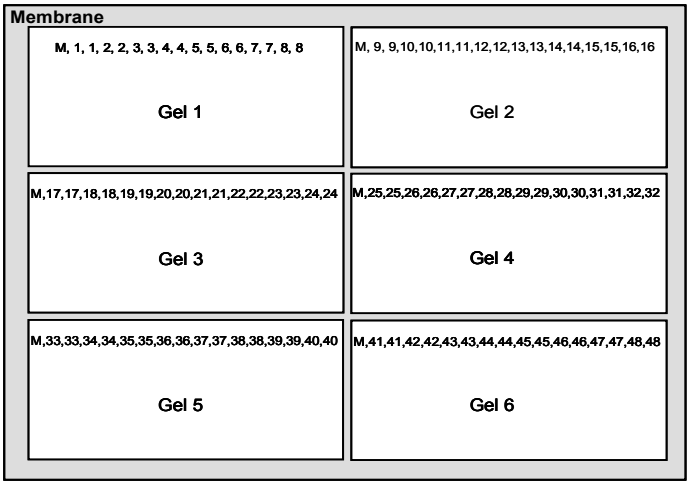 Membrane
M, 1, 1, 2, 2, 3, 3, 4, 4, 5, 5, 6, 6, 7, 7, 8, 8
Gel 1
M, 9, 9,10,10,11,11,12,12,13,13,14,14,15,15,16,16
Gel 2
M,17,17,18,18,19,19,20,20,21,21,22,22,23,23,24,24
Gel 3
M,25,25,26,26,27,27,28,28,29,29,30,30,31,31,32,32
Gel 4
M,33,33,34,34,35,35,36,36,37,37,38,38,39,39,40,40
Gel 5
M,41,41,42,42,43,43,44,44,45,45,46,46,47,47,48,48
Gel 6